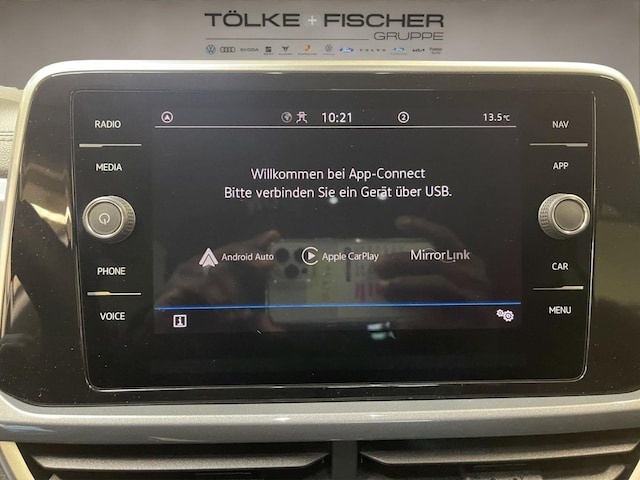 TÖLKE + FISCHER
GRUPPE
RADIO
MEDIA
PHONE
VOICE
10:21
2
13.5°C
Willkommen bei App-Connect
Bitte verbinden Sie ein Gerät über USB.
Android Auto
Apple CarPlay
MirrorLink
NAV
APP
CAR
MENU